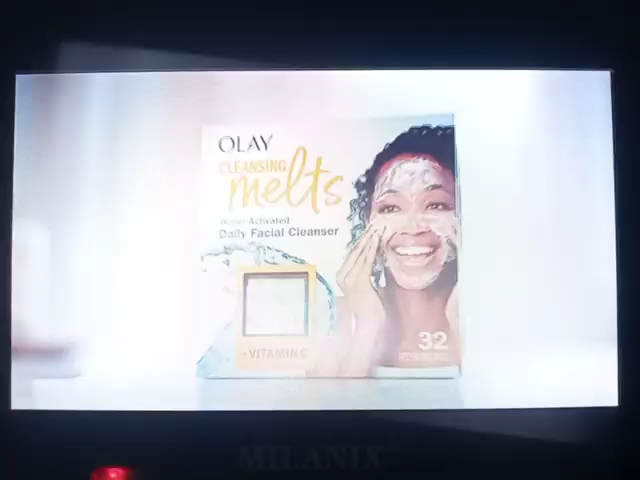 OLAY
CLEANSING
melts
Water Activated
Daily Facial Cleanser
+ VITAMIN C
32
MILANIX